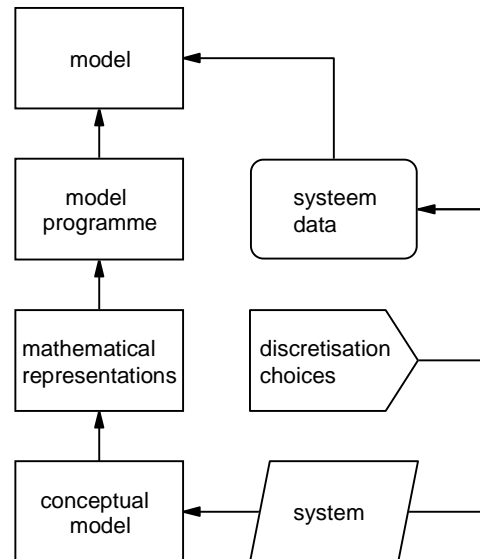 model
model
programme
systeem
data
mathematical
representations
discretisation
choices
conceptual
model
system